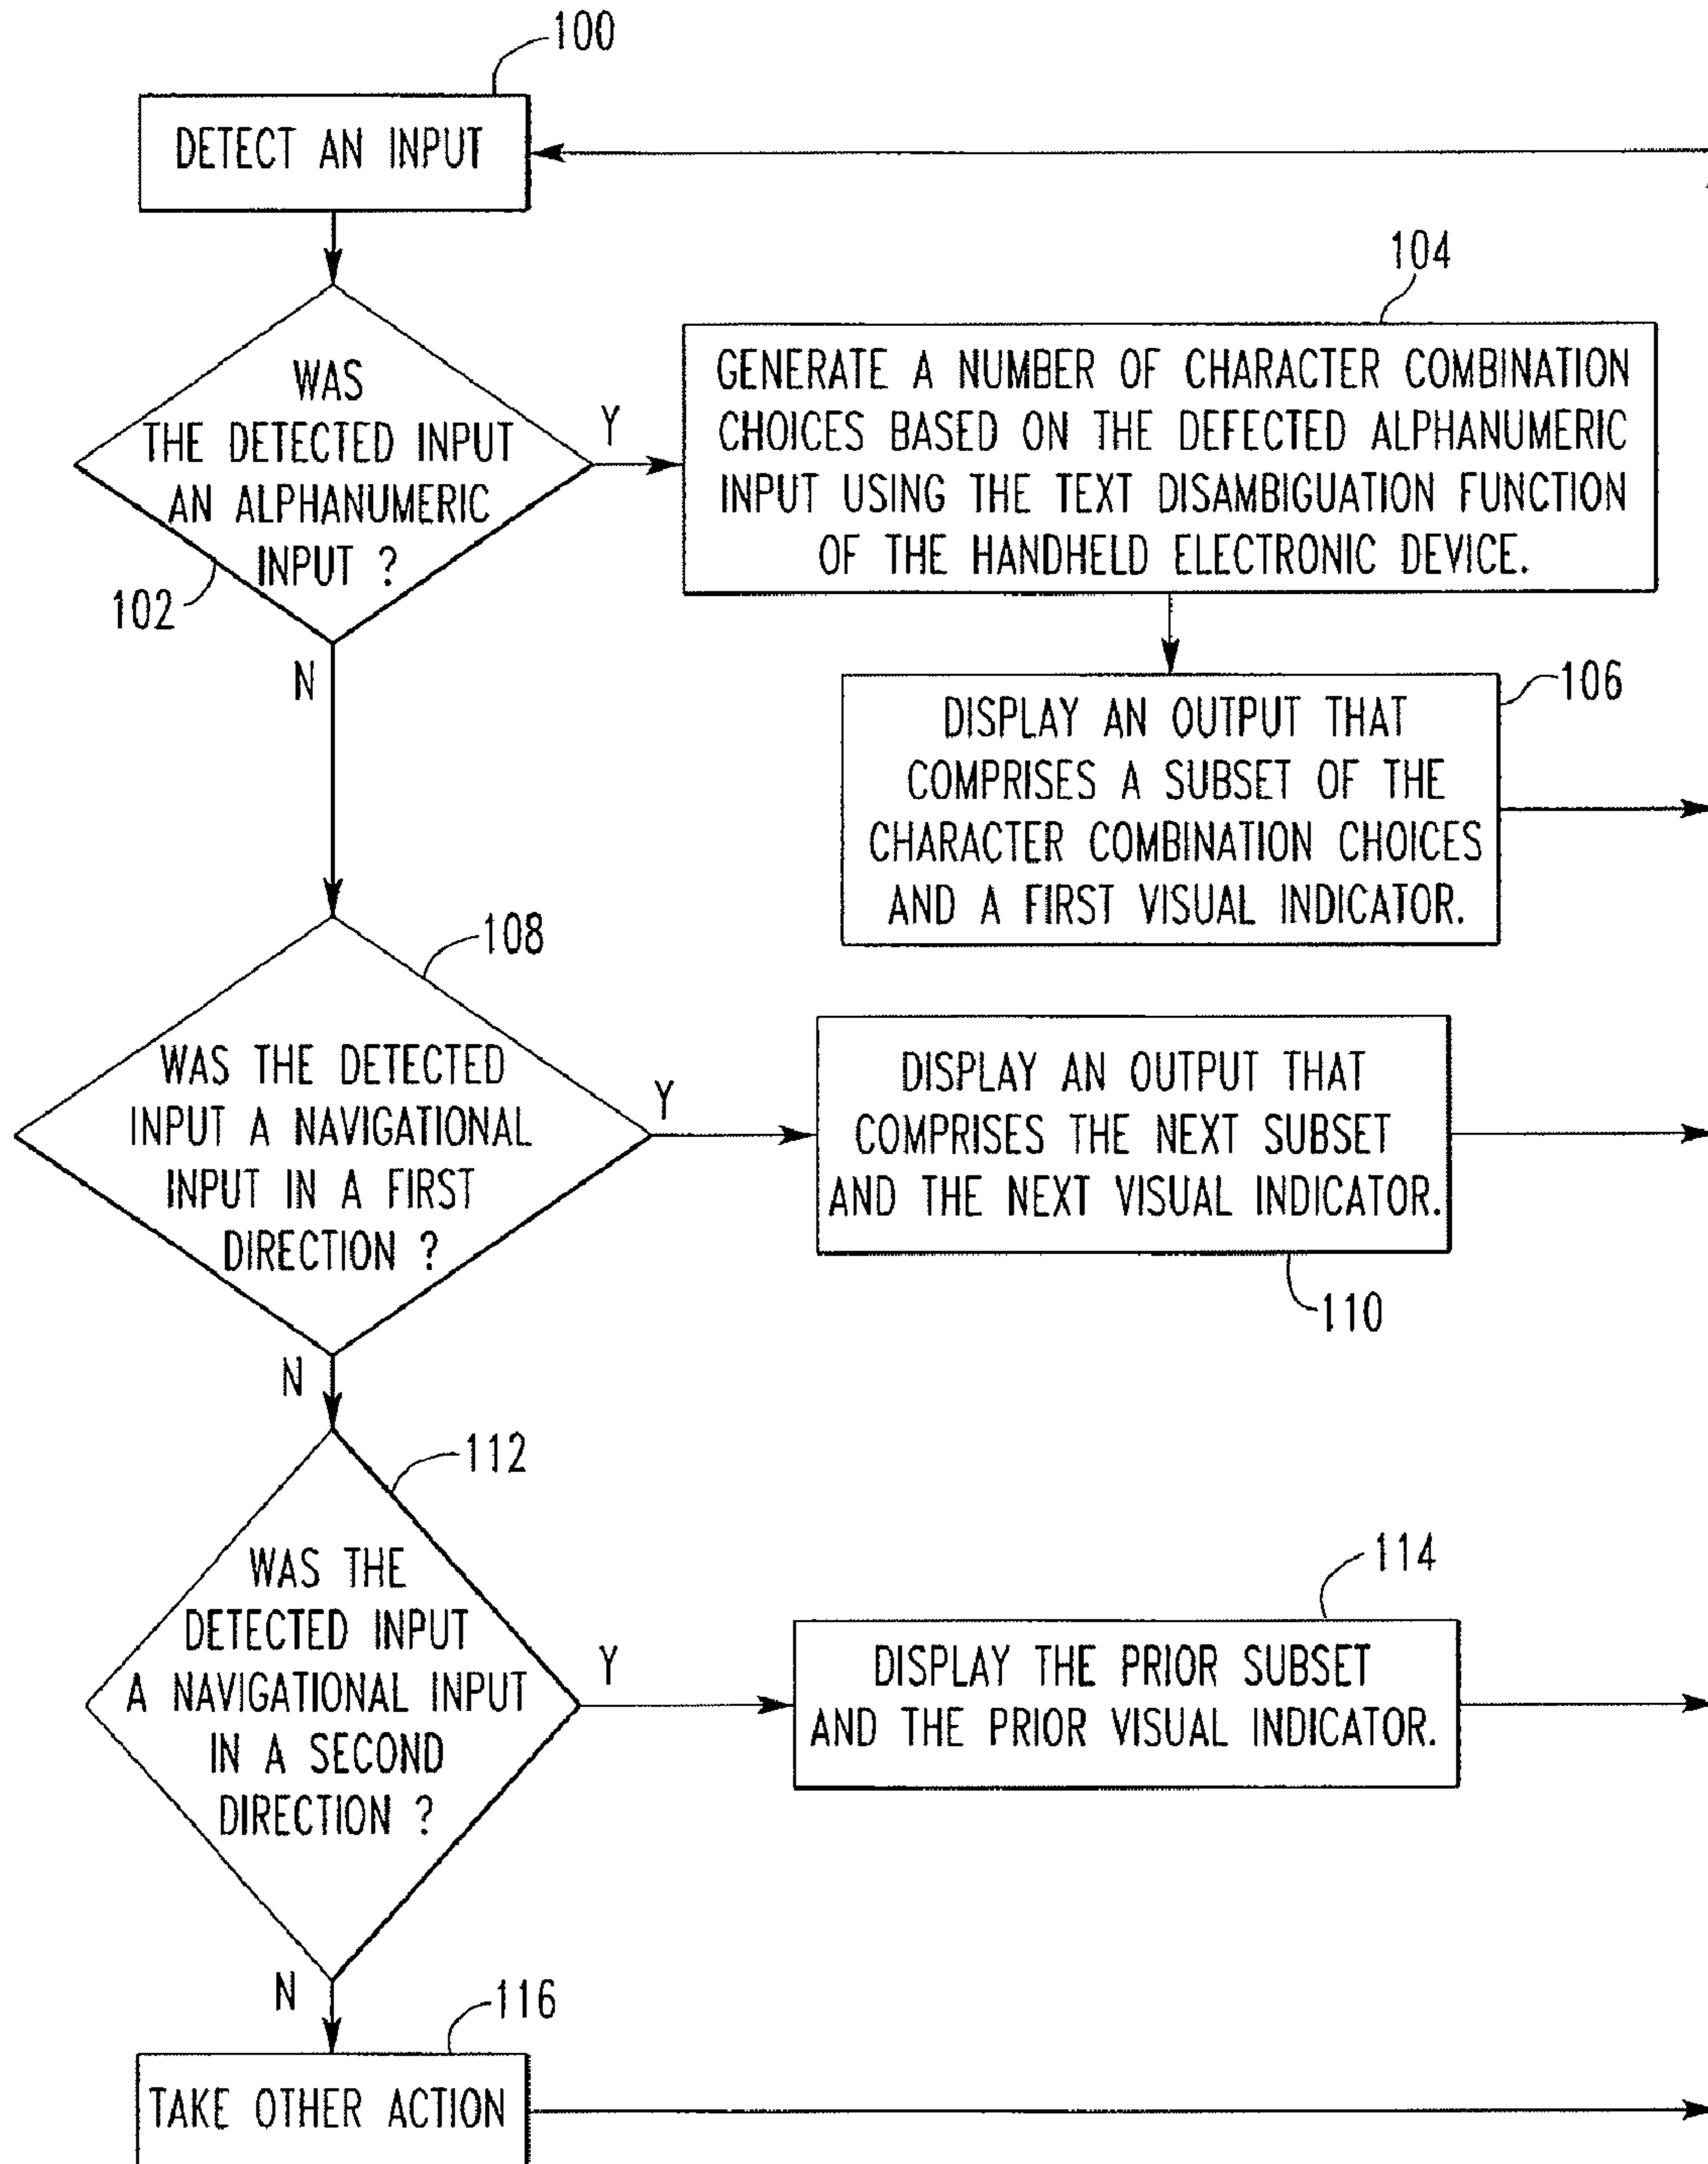 100
DETECT AN INPUT
WAS
THE DETECTED INPUT
AN ALPHANUMERIC
INPUT ?
102
Y
N
104
GENERATE A NUMBER OF CHARACTER COMBINATION
CHOICES BASED ON THE DEFECTED ALPHANUMERIC
INPUT USING THE TEXT DISAMBIGUATION FUNCTION
OF THE HANDHELD ELECTRONIC DEVICE.
106
DISPLAY AN OUTPUT THAT
COMPRISES A SUBSET OF THE
CHARACTER COMBINATION CHOICES
AND A FIRST VISUAL INDICATOR.
108
WAS THE DETECTED
INPUT A NAVIGATIONAL
INPUT IN A FIRST
DIRECTION ?
Y
N
DISPLAY AN OUTPUT THAT
COMPRISES THE NEXT SUBSET
AND THE NEXT VISUAL INDICATOR.
110
112
WAS THE
DETECTED INPUT
A NAVIGATIONAL INPUT
IN A SECOND
DIRECTION ?
Y
N
114
DISPLAY THE PRIOR SUBSET
AND THE PRIOR VISUAL INDICATOR.
116
TAKE OTHER ACTION